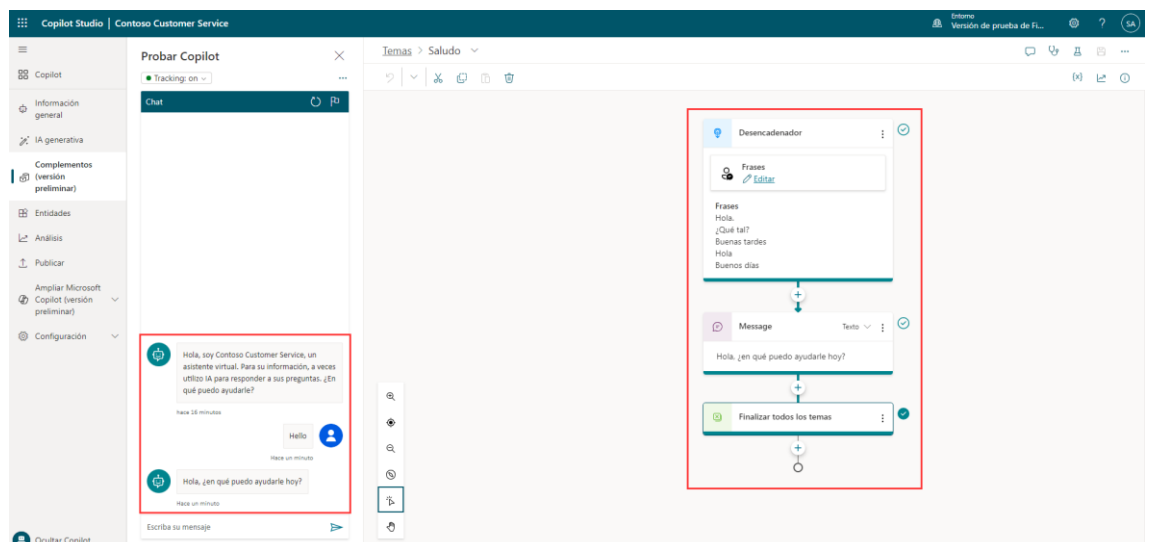 Copilot Studio | Contoso Customer Service
Entorno
Versión de prueba de Fi...
?
SA
Copilot
Información
general
IA generativa
Complementos
(versión
preliminar)
Entidades
Análisis
Publicar
Ampliar Microsoft
Copilot (versión
preliminar)
Configuración
Ocultar Copilot
Probar Copilot
Tracking: on
...
Chat
Hola, soy Contoso Customer Service, un
asistente virtual. Para su información, a veces
utilizo IA para responder a sus preguntas. ¿En
qué puedo ayudarle?
hace 16 minutos
Hello
Hace un minuto
Hola, ¿en qué puedo ayudarle hoy?
Hace un minuto
Escriba su mensaje
Temas > Saludo
...
{x}
Desencadenador
Frases
Editar
Frases
Hola.
¿Qué tal?
Buenas tardes
Hola
Buenos días
Message Texto
Hola. ¿en qué puedo ayudarle hoy?
Finalizar todos los temas